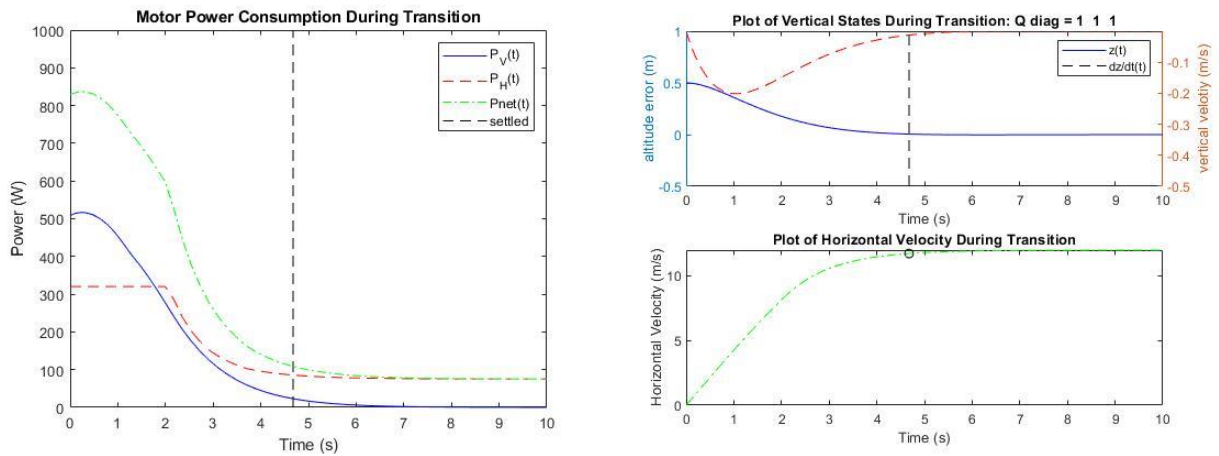 Motor Power Consumption During Transition
Power (W)
1000
900
800
700
600
500
400
300
200
100
0
0 1 2 3 4 5 6 7 8 9 10
Time (s)
P_V(t)
P_H(t)
Pnet(t)
settled
Plot of Vertical States During Transition: Q diag = 1 1 1
altitude error (m)
1
0.5
0
-0.5
z(t)
dz/dt(t)
-0.1
-0.2
-0.3
-0.4
-0.5
vertical velotiy (m/s)
0 1 2 3 4 5 6 7 8 9 10
Time (s)
Plot of Horizontal Velocity During Transition
Horizontal Velocity (m/s)
10
5
0
0 1 2 3 4 5 6 7 8 9 10
Time (s)